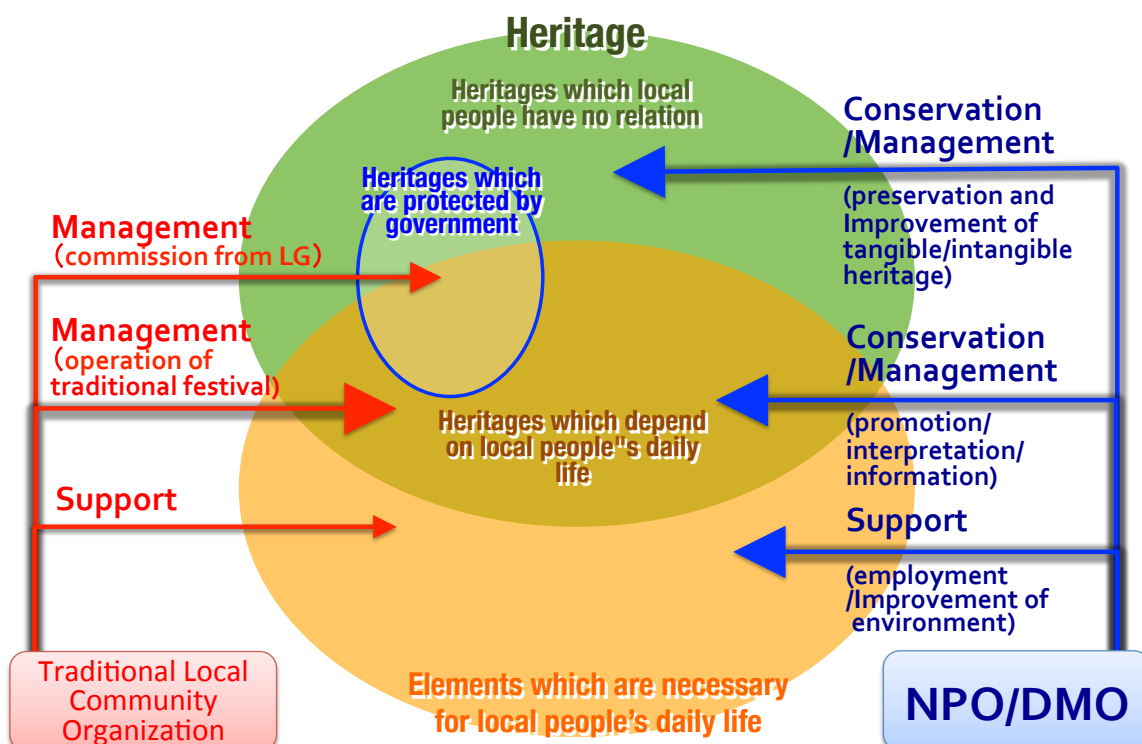 Heritage
Heritages which local
people have no relation
Heritages which
are protected by
government
Heritages which depend
on local people"s daily
life
Elements which are necessary
for local people's daily life
Management
(commission from LG)
Management
(operation of
traditional festival)
Support
Traditional Local
Community
Organization
Conservation
/Management
(preservation and
Improvement of
tangible/intangible
heritage)
Conservation
/Management
(promotion/
interpretation/
information)
Support
(employment
/Improvement of
environment)
NPO/DMO